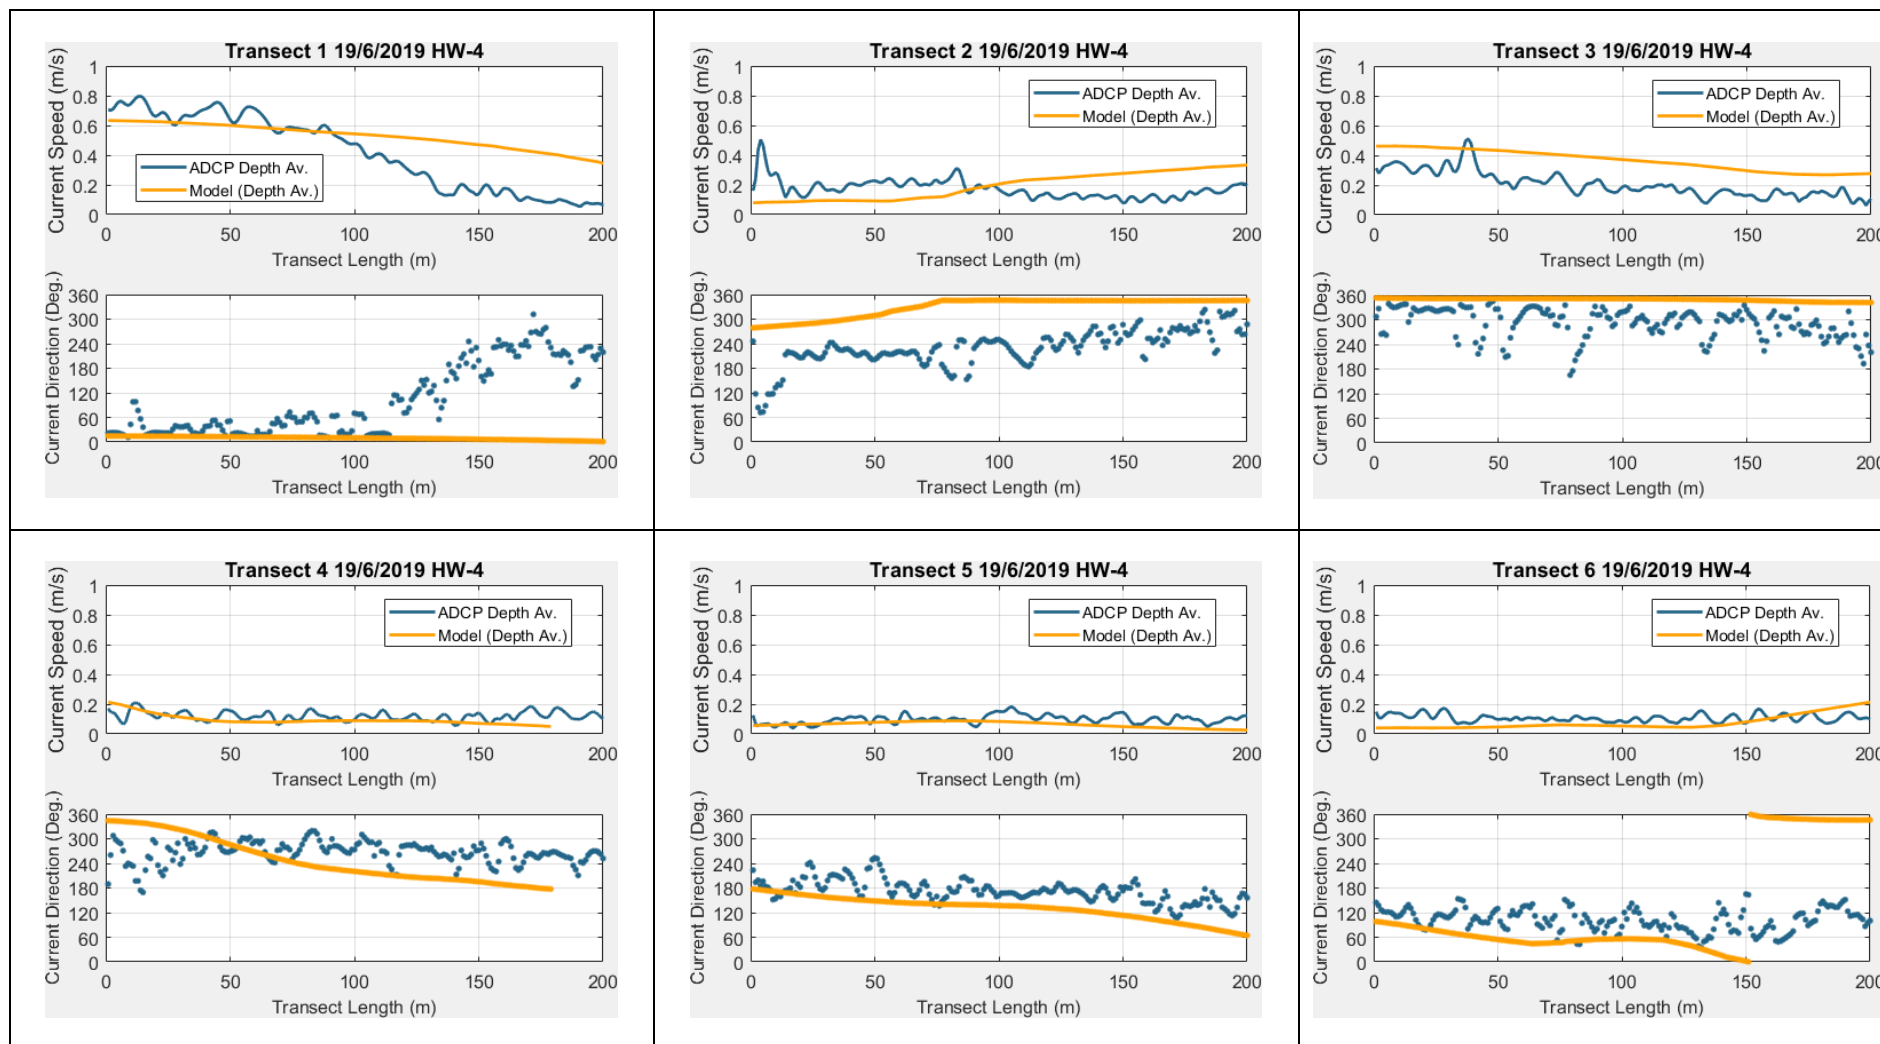 Transect 1 19/6/2019 HW-4
Current Speed (m/s)
1
0.8
0.6
0.4
0.2
0
ADCP Depth Av.
Model (Depth Av.)
0 50 100 150 200
Transect Length (m)
Current Direction (Deg.)
360
300
240
180
120
60
0
0 50 100 150 200
Transect Length (m)
Transect 2 19/6/2019 HW-4
Current Speed (m/s)
1
0.8
0.6
0.4
0.2
0
ADCP Depth Av.
Model (Depth Av.)
0 50 100 150 200
Transect Length (m)
Current Direction (Deg.)
360
300
240
180
120
60
0
0 50 100 150 200
Transect Length (m)
Transect 3 19/6/2019 HW-4
Current Speed (m/s)
1
0.8
0.6
0.4
0.2
0
ADCP Depth Av.
Model (Depth Av.)
0 50 100 150 200
Transect Length (m)
Current Direction (Deg.)
360
300
240
180
120
60
0
0 50 100 150 200
Transect Length (m)
Transect 4 19/6/2019 HW-4
Current Speed (m/s)
1
0.8
0.6
0.4
0.2
0
ADCP Depth Av.
Model (Depth Av.)
0 50 100 150 200
Transect Length (m)
Current Direction (Deg.)
360
300
240
180
120
60
0
0 50 100 150 200
Transect Length (m)
Transect 5 19/6/2019 HW-4
Current Speed (m/s)
1
0.8
0.6
0.4
0.2
0
ADCP Depth Av.
Model (Depth Av.)
0 50 100 150 200
Transect Length (m)
Current Direction (Deg.)
360
300
240
180
120
60
0
0 50 100 150 200
Transect Length (m)
Transect 6 19/6/2019 HW-4
Current Speed (m/s)
1
0.8
0.6
0.4
0.2
0
ADCP Depth Av.
Model (Depth Av.)
0 50 100 150 200
Transect Length (m)
Current Direction (Deg.)
360
300
240
180
120
60
0
0 50 100 150 200
Transect Length (m)